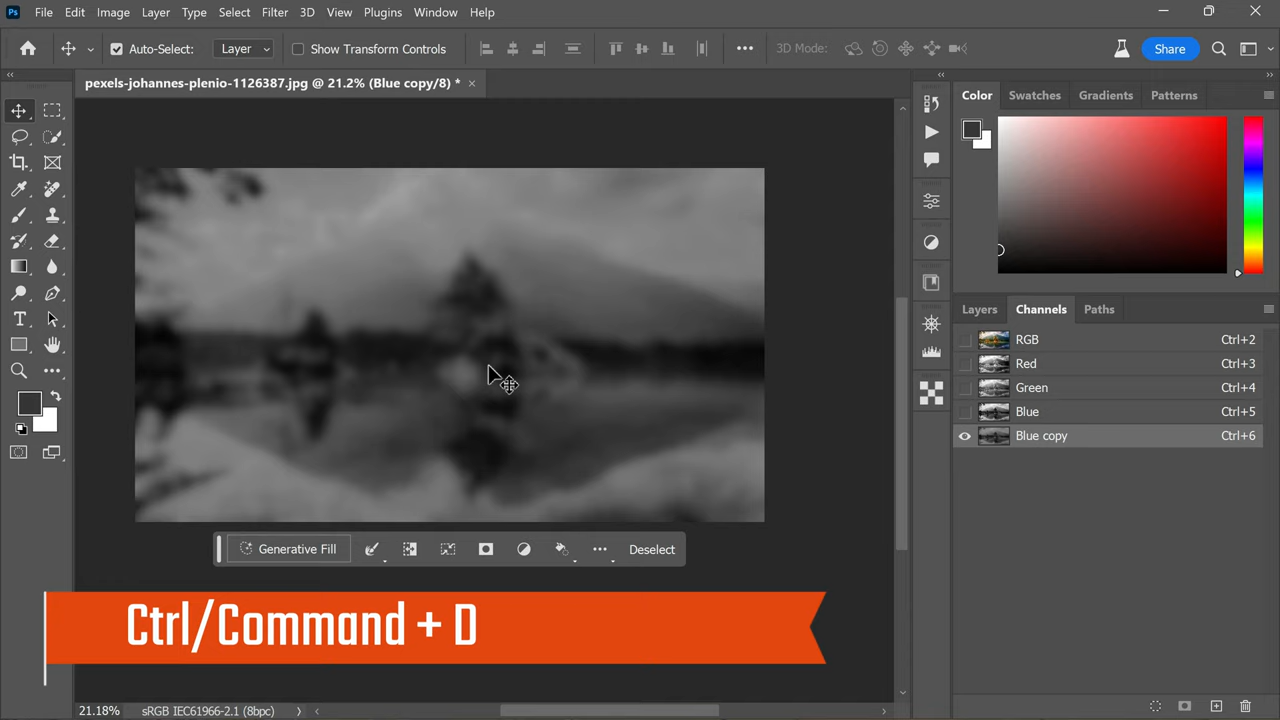 Ps File Edit Image Layer Type Select Filter 3D View Plugins Window Help
Auto-Select: Layer Show Transform Controls 3D Mode: Share
pexels-johannes-plenio-1126387.jpg @ 21.2% (Blue copy/8) *
Color Swatches Gradients Patterns
Layers Channels Paths
RGB Ctrl+2
Red Ctrl+3
Green Ctrl+4
Blue Ctrl+5
Blue copy Ctrl+6
Generative Fill Deselect
Ctrl/Command + D
21.18% sRGB IEC61966-2.1 (8bpc)